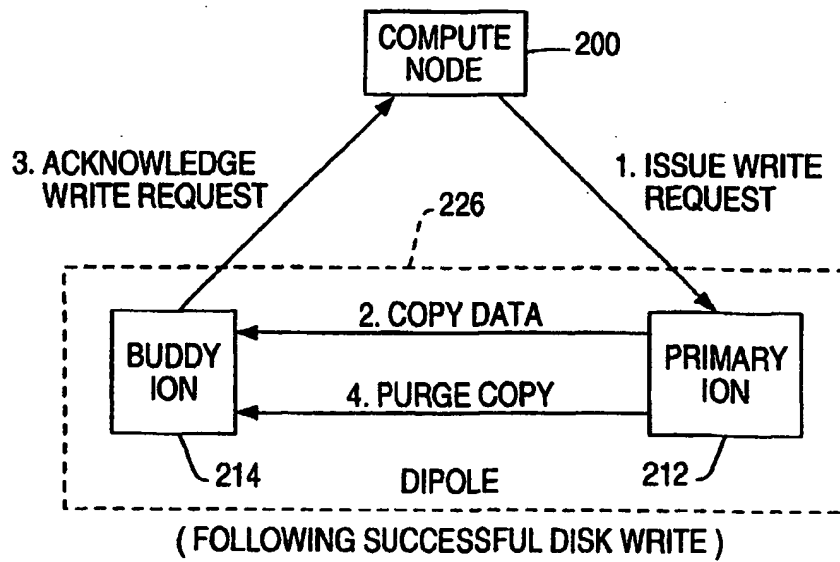 COMPUTE
NODE
200
3. ACKNOWLEDGE
WRITE REQUEST
1. ISSUE WRITE
REQUEST
226
2. COPY DATA
BUDDY
ION
PRIMARY
ION
4. PURGE COPY
214
DIPOLE
212
( FOLLOWING SUCCESSFUL DISK WRITE )